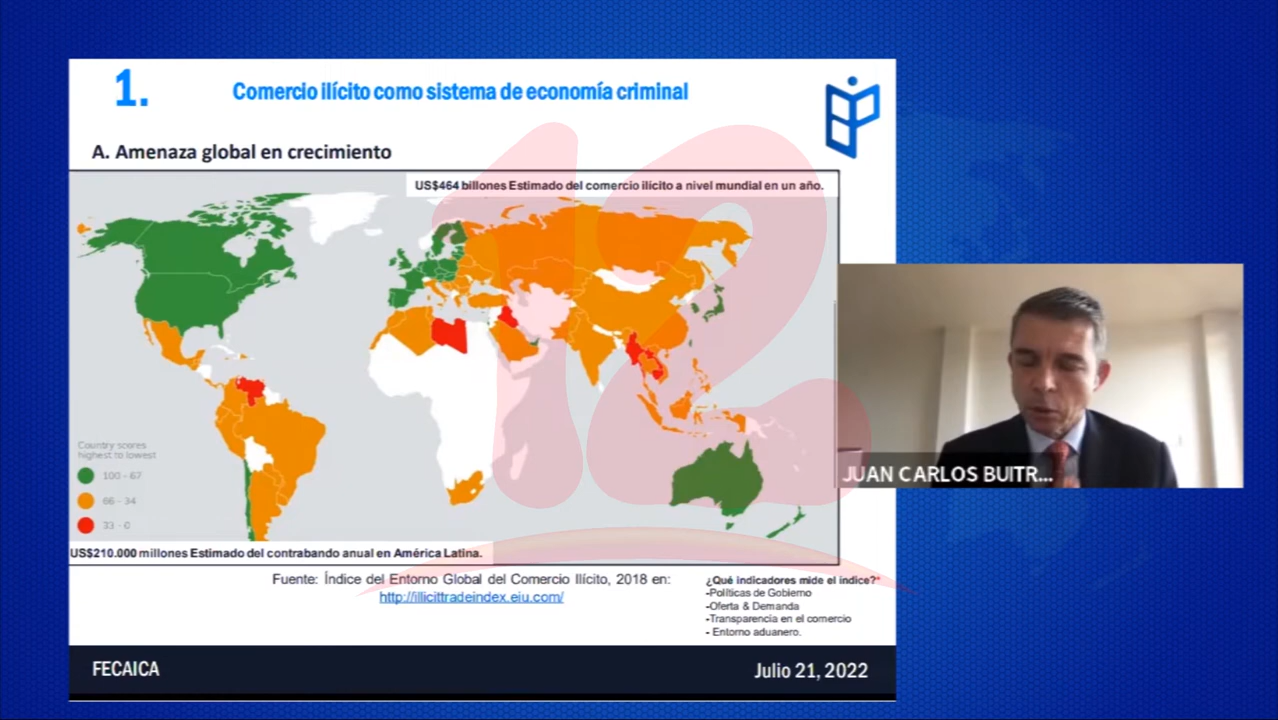 1.
Comercio ilícito como sistema de economía criminal
A. Amenaza global en crecimiento
US$464 billones Estimado del comercio ilícito a nivel mundial en un año.
12
Country scores
highest to lowest
100 - 67
66 - 34
33 - 0
US$210.000 millones Estimado del contrabando anual en América Latina.
JUAN CARLOS BUITR...
Fuente: Índice del Entorno Global del Comercio Ilícito, 2018 en:
http://illicittradeindex.eiu.com/
¿Qué indicadores mide el índice?*
-Políticas de Gobierno
-Oferta & Demanda
-Transparencia en el comercio
- Entorno aduanero.
FECAICA
Julio 21, 2022